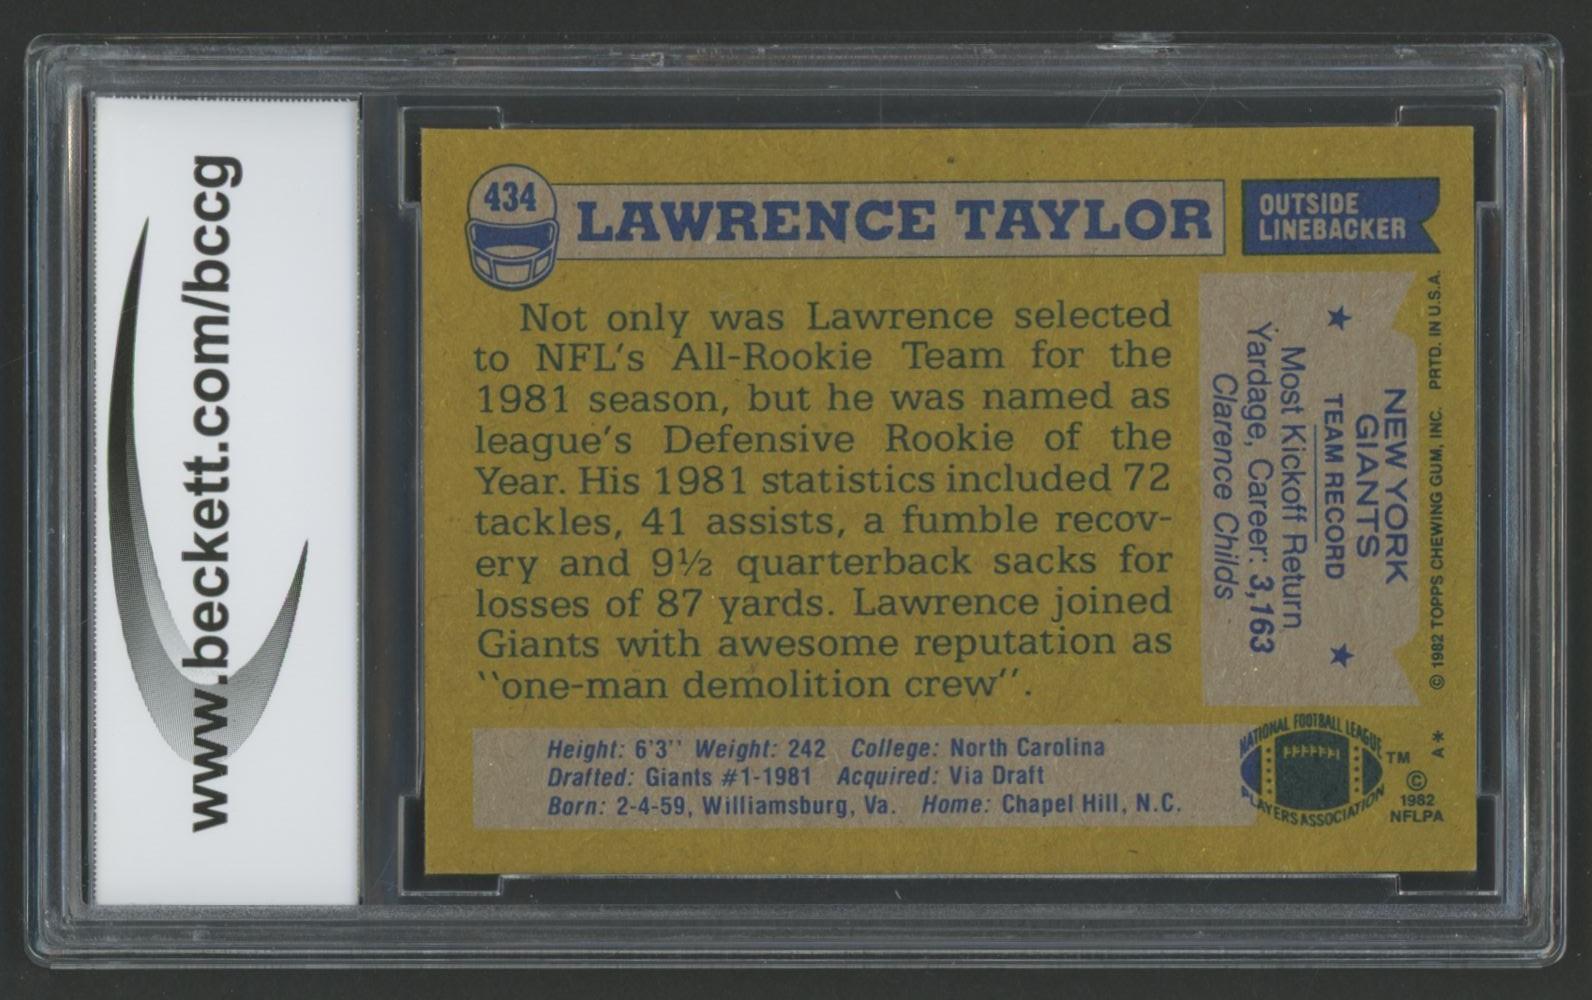 www.beckett.com/bccg
434
LAWRENCE TAYLOR
OUTSIDE
LINEBACKER
Not only was Lawrence selected
to NFL's All-Rookie Team for the
1981 season, but he was named as
league's Defensive Rookie of the
Year. His 1981 statistics included 72
tackles, 41 assists, a fumble recov-
ery and 9½ quarterback sacks for
losses of 87 yards. Lawrence joined
Giants with awesome reputation as
``one-man demolition crew''.
NEW YORK
GIANTS
★ TEAM RECORD ★
Most Kickoff Return
Yardage, Career: 3,163
Clarence Childs
© 1982 TOPPS CHEWING GUM, INC. PRTD. IN U.S.A.
Height: 6'3'' Weight: 242 College: North Carolina
Drafted: Giants #1-1981 Acquired: Via Draft
Born: 2-4-59, Williamsburg, Va. Home: Chapel Hill, N.C.
NATIONAL FOOTBALL LEAGUE
PLAYERS ASSOCIATION
TM
©
1982
NFLPA
A*